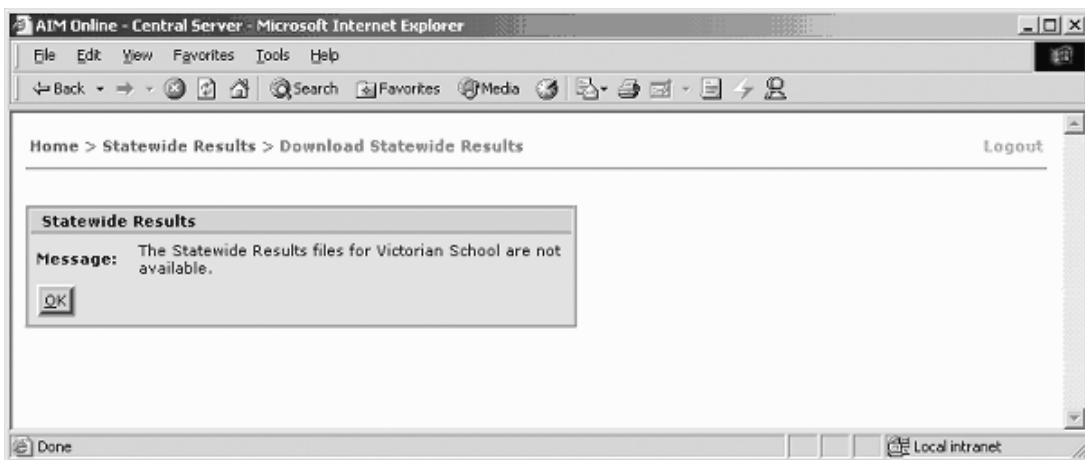 AIM Online - Central Server - Microsoft Internet Explorer
File Edit View Favorites Tools Help
Back Search Favorites Media
Home > Statewide Results > Download Statewide Results Logout
Statewide Results
Message: The Statewide Results files for Victorian School are not
available.
OK
Done Local intranet